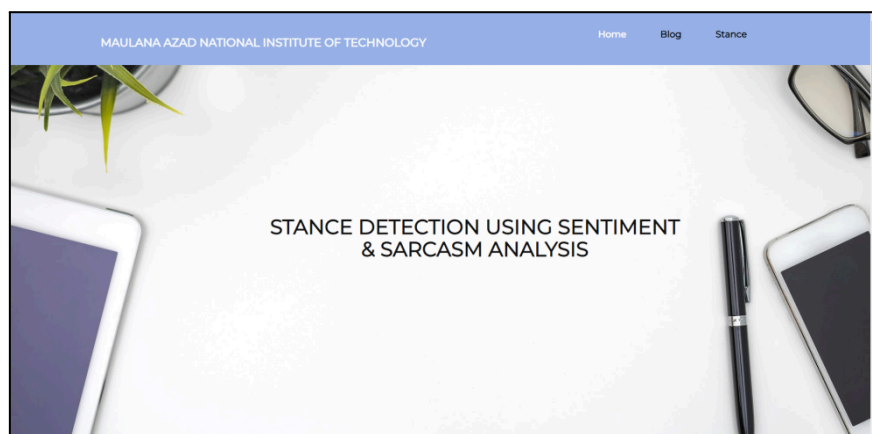 MAULANA AZAD NATIONAL INSTITUTE OF TECHNOLOGY
Home Blog Stance
STANCE DETECTION USING SENTIMENT
& SARCASM ANALYSIS